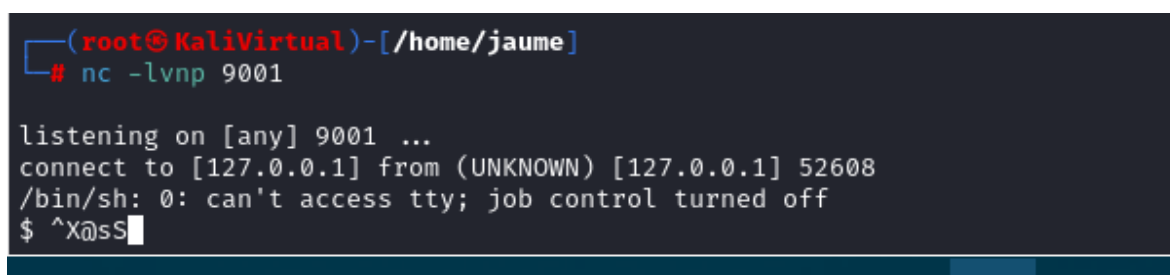 ┌──(root㉿KaliVirtual)-[/home/jaume]
└─# nc -lvnp 9001
listening on [any] 9001 ...
connect to [127.0.0.1] from (UNKNOWN) [127.0.0.1] 52608
/bin/sh: 0: can't access tty; job control turned off
$ ^X@sS